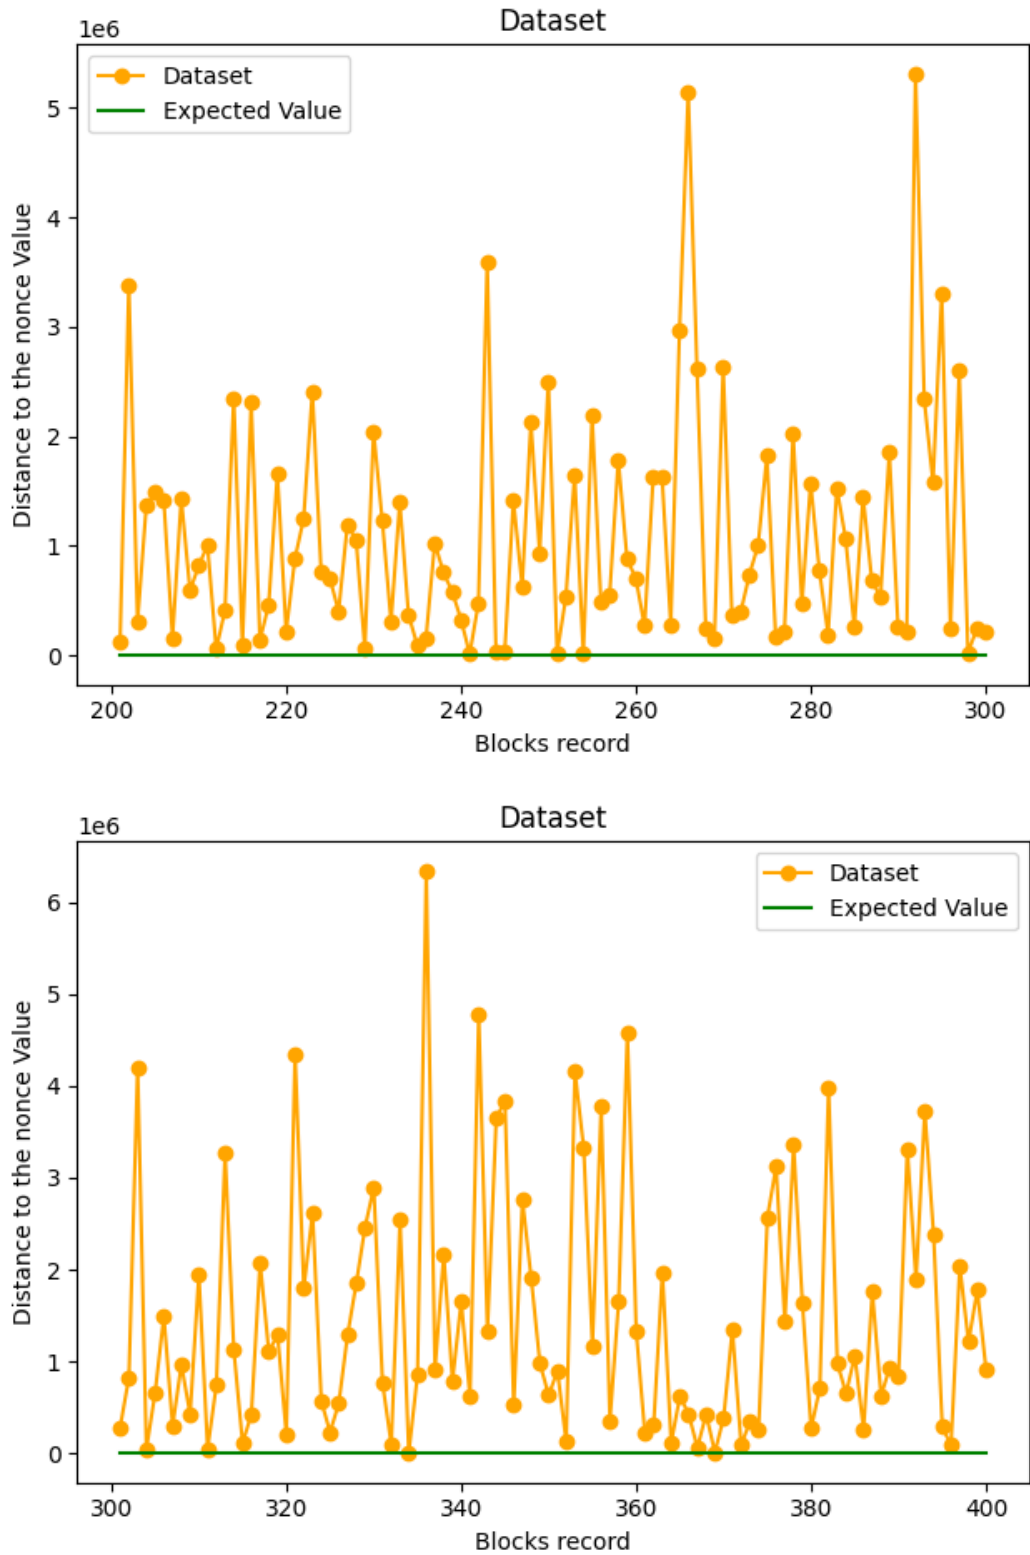 Dataset
1e6
Dataset
Expected Value
5
4
3
2
1
0
Distance to the nonce Value
200 220 240 260 280 300
Blocks record
Dataset
1e6
Dataset
Expected Value
6
5
4
3
2
1
0
Distance to the nonce Value
300 320 340 360 380 400
Blocks record